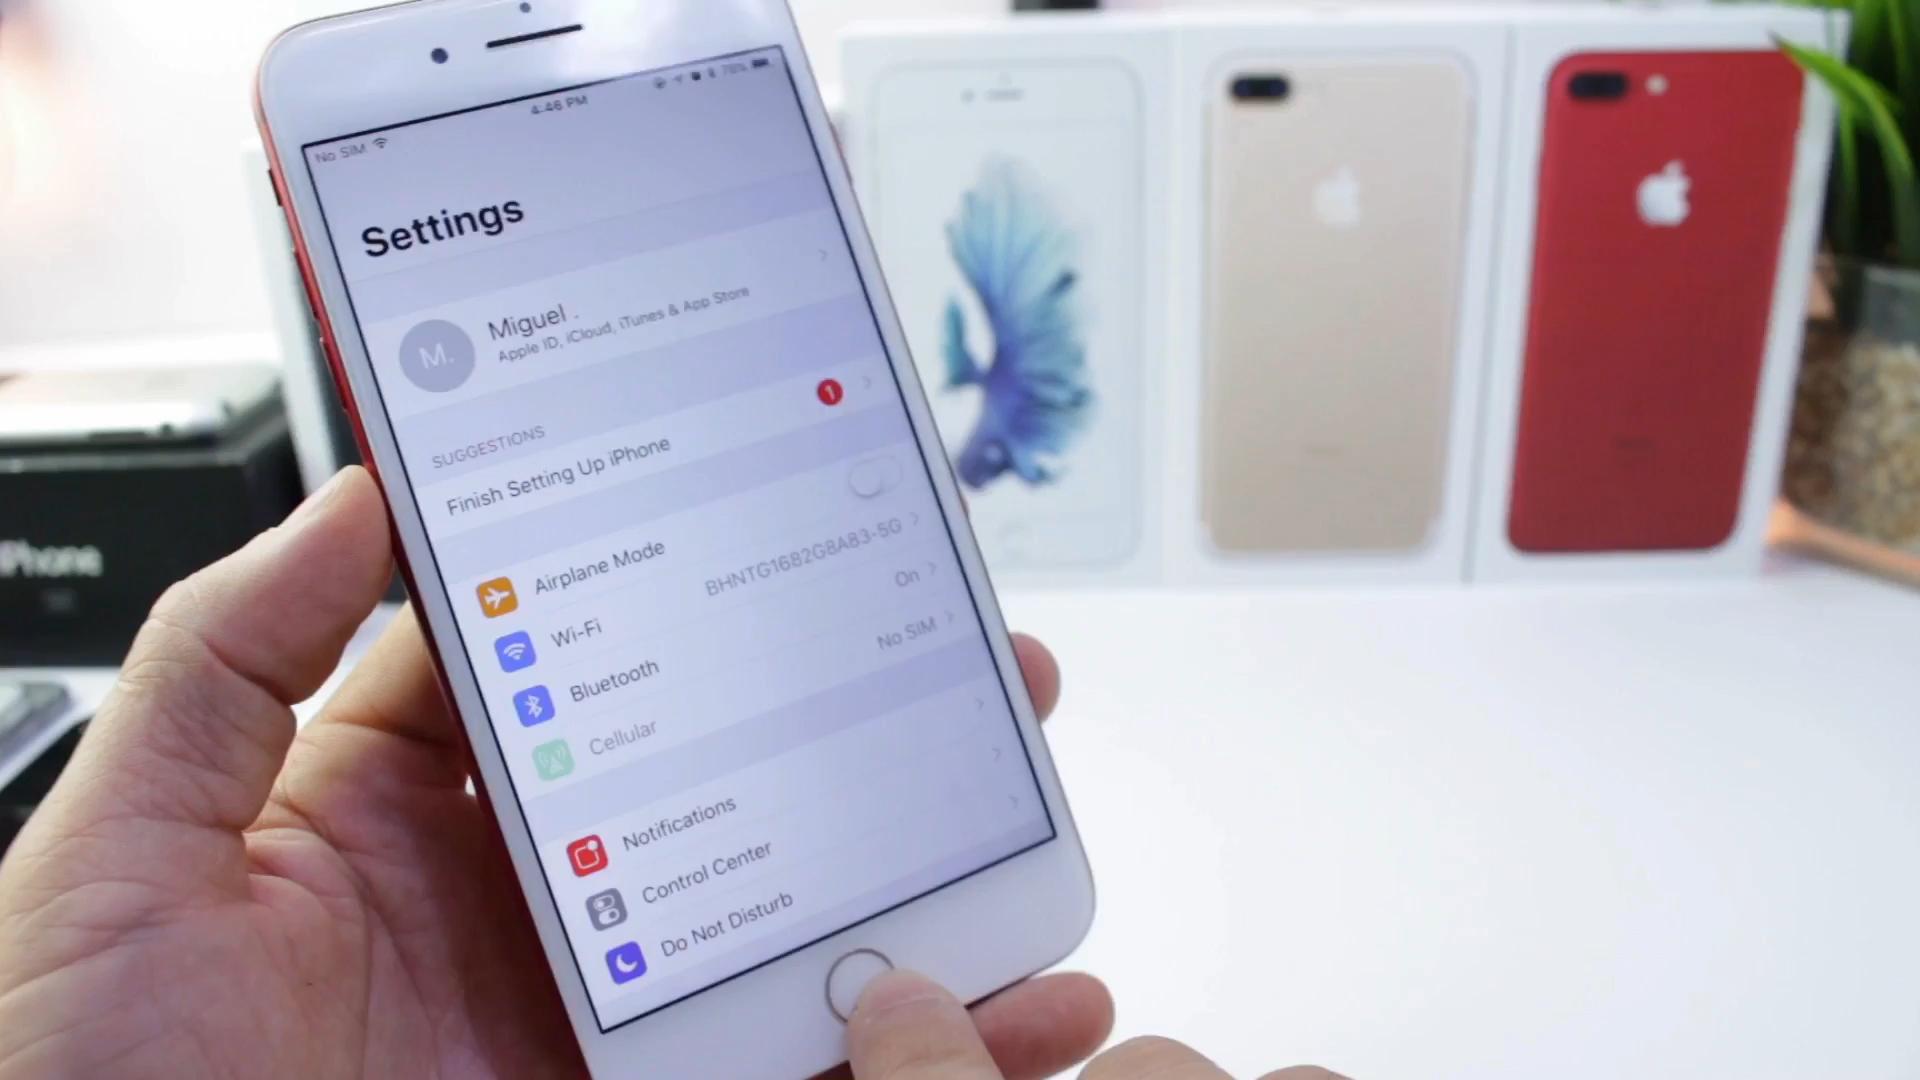 4:46 PM
No SIM
Settings
Miguel .
Apple ID, iCloud, iTunes & App Store
M.
SUGGESTIONS
Finish Setting Up iPhone
1
Airplane Mode
Wi-Fi
BHNTG1682G8A83-5G
Bluetooth
On
Cellular
No SIM
Notifications
Control Center
Do Not Disturb
iPhone